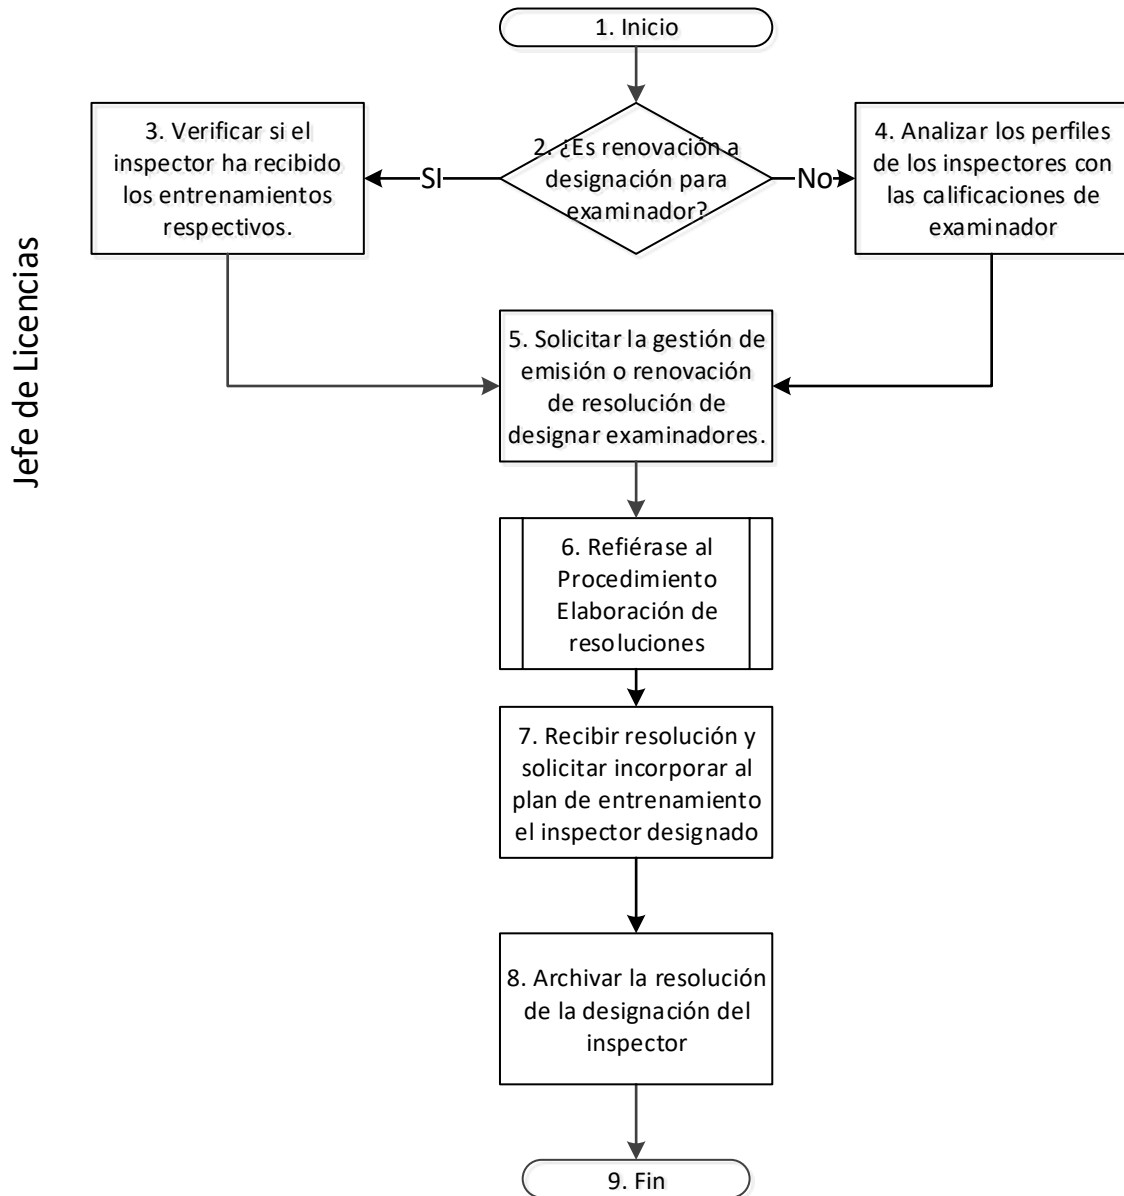 1. Inicio
2. ¿Es renovación a
designación para
examinador?
SI
No
3. Verificar si el
inspector ha recibido
los entrenamientos
respectivos.
4. Analizar los perfiles
de los inspectores con
las calificaciones de
examinador
Jefe de Licencias
5. Solicitar la gestión de
emisión o renovación
de resolución de
designar examinadores.
6. Refiérase al
Procedimiento
Elaboración de
resoluciones
7. Recibir resolución y
solicitar incorporar al
plan de entrenamiento
el inspector designado
8. Archivar la resolución
de la designación del
inspector
9. Fin